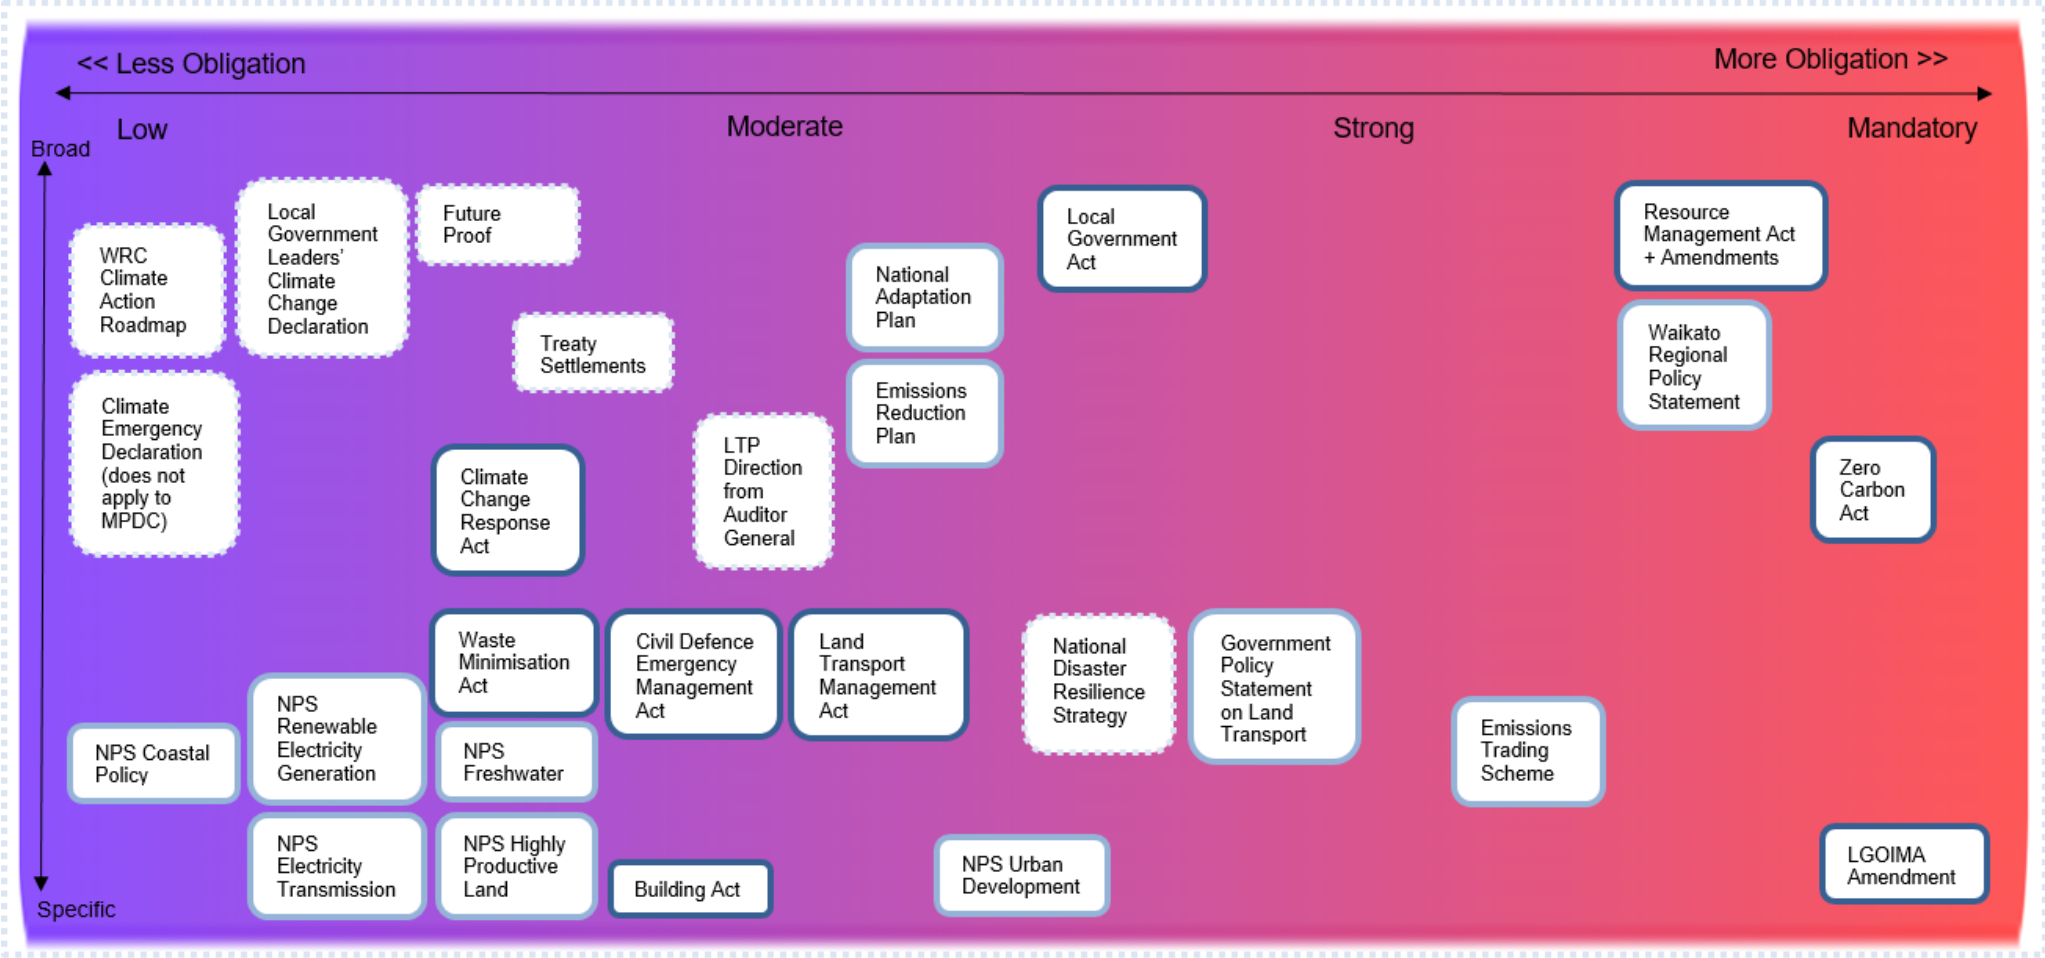 << Less Obligation
More Obligation >>
Low
Moderate
Strong
Mandatory
Broad
WRC
Climate
Action
Roadmap
Local
Government
Leaders’
Climate
Change
Declaration
Future
Proof
Treaty
Settlements
National
Adaptation
Plan
Local
Government
Act
Resource
Management Act
+ Amendments
Waikato
Regional
Policy
Statement
Climate
Emergency
Declaration
(does not
apply to
MPDC)
Climate
Change
Response
Act
LTP
Direction
from
Auditor
General
Emissions
Reduction
Plan
Zero
Carbon
Act
Waste
Minimisation
Act
Civil Defence
Emergency
Management
Act
Land
Transport
Management
Act
National
Disaster
Resilience
Strategy
Government
Policy
Statement
on Land
Transport
Emissions
Trading
Scheme
NPS Coastal
Policy
NPS
Renewable
Electricity
Generation
NPS
Freshwater
NPS
Electricity
Transmission
NPS Highly
Productive
Land
Building Act
NPS Urban
Development
LGOIMA
Amendment
Specific